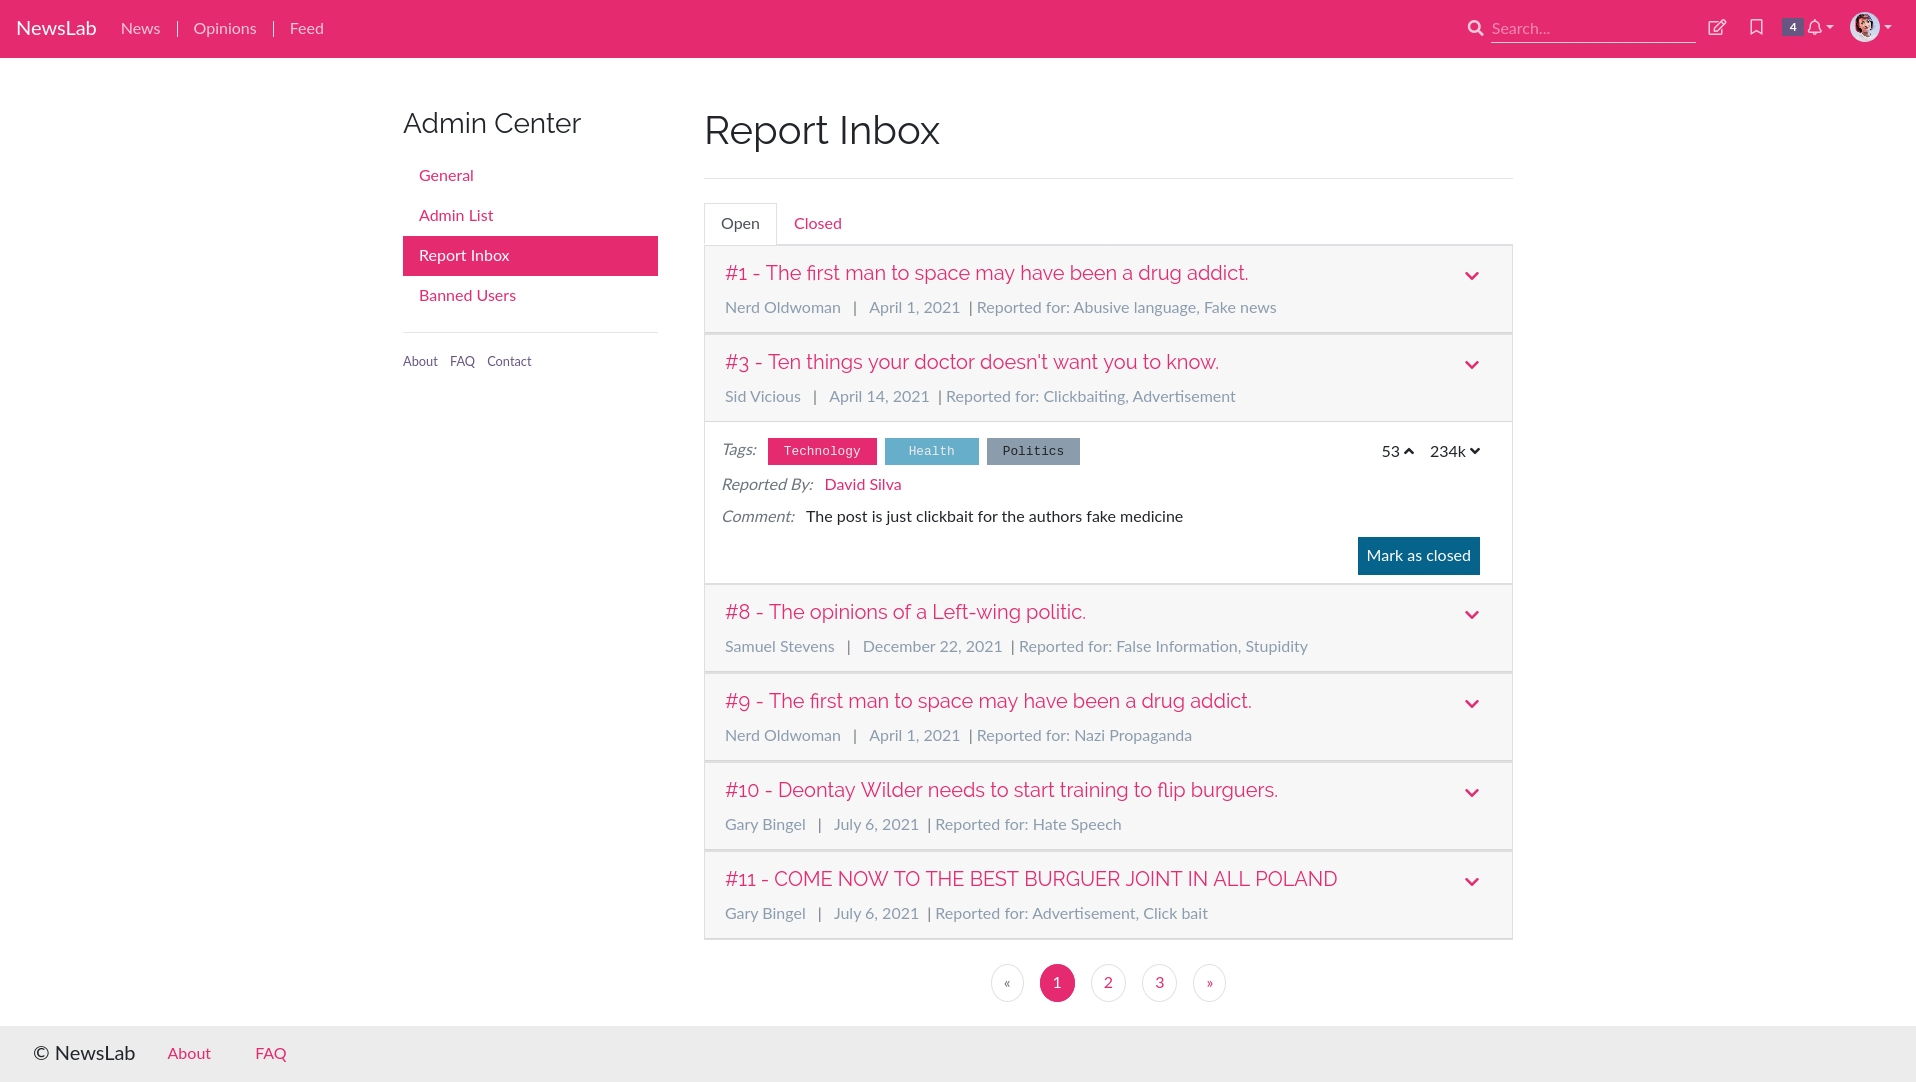 NewsLab News | Opinions | Feed Search... 4
Admin Center
General
Admin List
Report Inbox
Banned Users
About FAQ Contact
Report Inbox
Open Closed
#1 - The first man to space may have been a drug addict.
Nerd Oldwoman | April 1, 2021 | Reported for: Abusive language, Fake news
#3 - Ten things your doctor doesn't want you to know.
Sid Vicious | April 14, 2021 | Reported for: Clickbaiting, Advertisement
Tags: Technology Health Politics 53 234k
Reported By: David Silva
Comment: The post is just clickbait for the authors fake medicine
Mark as closed
#8 - The opinions of a Left-wing politic.
Samuel Stevens | December 22, 2021 | Reported for: False Information, Stupidity
#9 - The first man to space may have been a drug addict.
Nerd Oldwoman | April 1, 2021 | Reported for: Nazi Propaganda
#10 - Deontay Wilder needs to start training to flip burguers.
Gary Bingel | July 6, 2021 | Reported for: Hate Speech
#11 - COME NOW TO THE BEST BURGUER JOINT IN ALL POLAND
Gary Bingel | July 6, 2021 | Reported for: Advertisement, Click bait
« 1 2 3 »
© NewsLab About FAQ